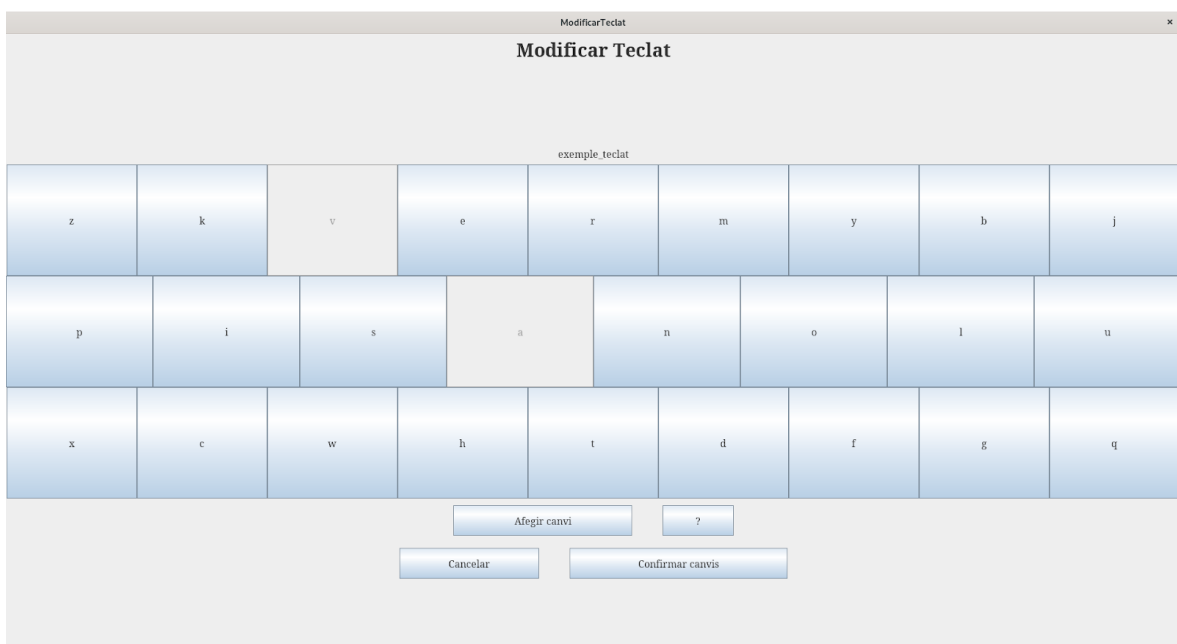 ModificarTeclat ×
Modificar Teclat
exemple_teclat
z k v e r m y b j
p i s a n o l u
x c w h t d f g q
Afegir canvi ?
Cancelar Confirmar canvis